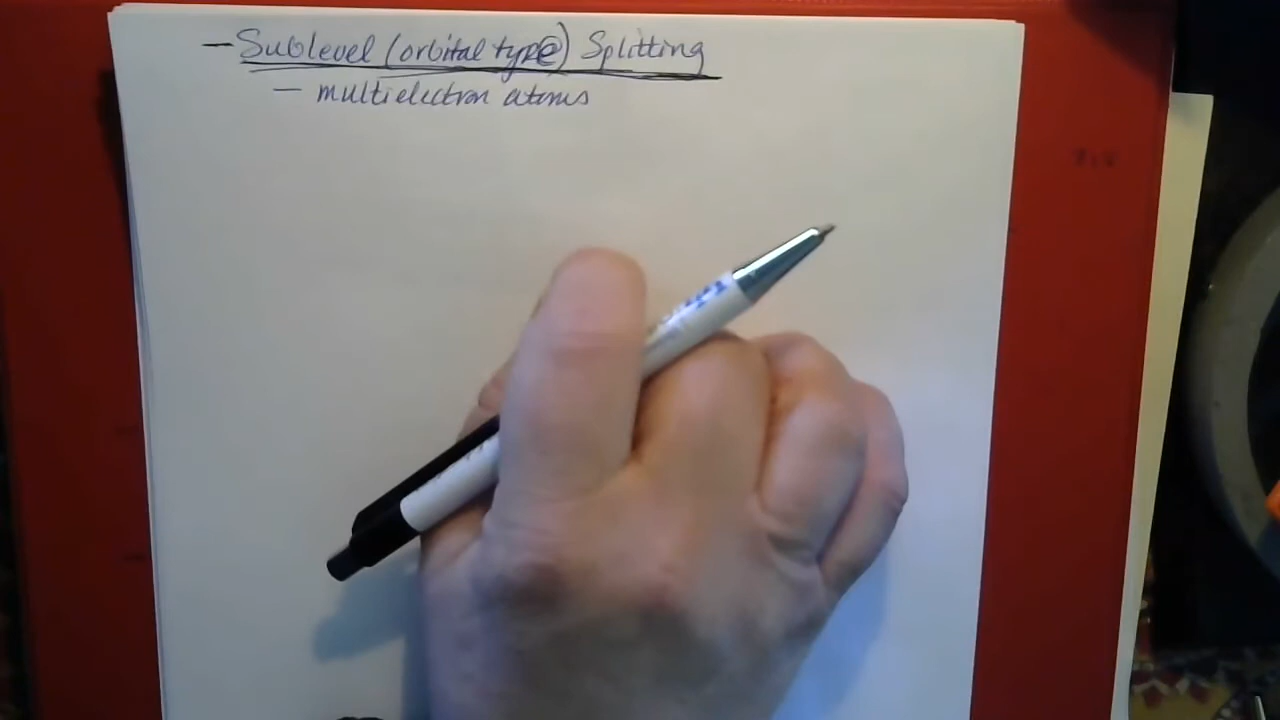 - Sublevel (orbital type) Splitting
- multielectron atoms